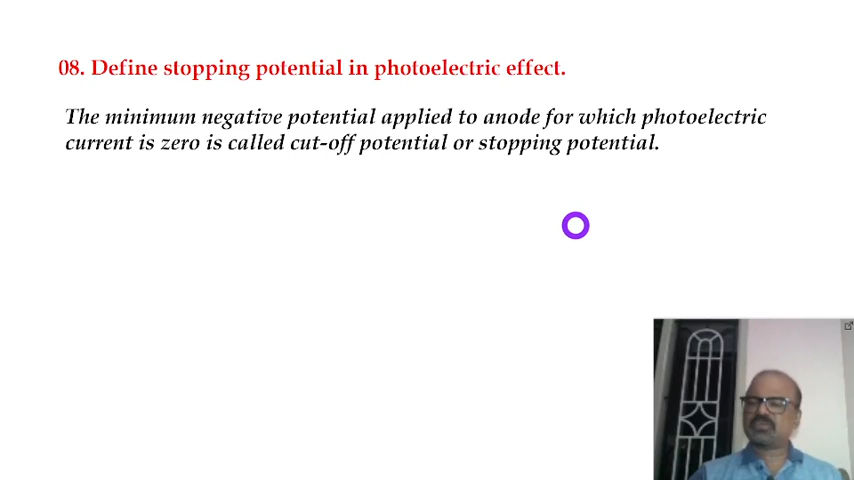 08. Define stopping potential in photoelectric effect.
The minimum negative potential applied to anode for which photoelectric
current is zero is called cut-off potential or stopping potential.